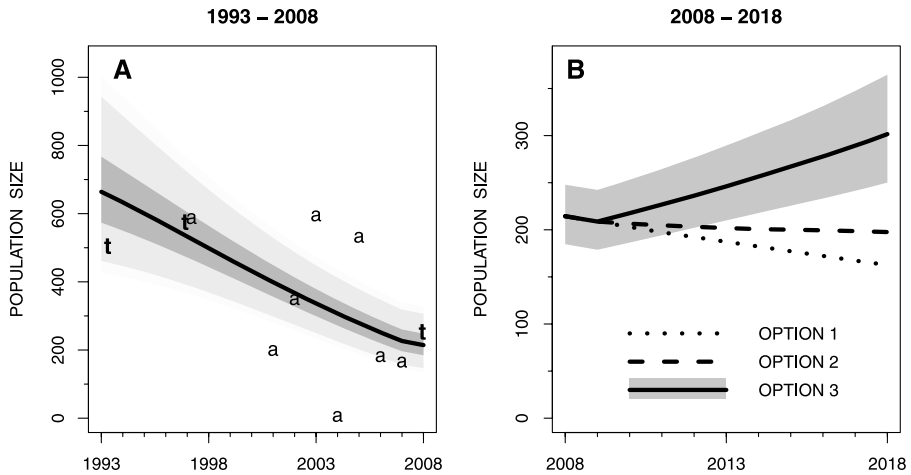 1993 – 2008
A
POPULATION SIZE
1000
800
600
400
200
0
t
t
a
a
a
a
a
a
a
a
t
1993
1998
2003
2008
2008 – 2018
B
POPULATION SIZE
300
200
100
0
OPTION 1
OPTION 2
OPTION 3
2008
2013
2018